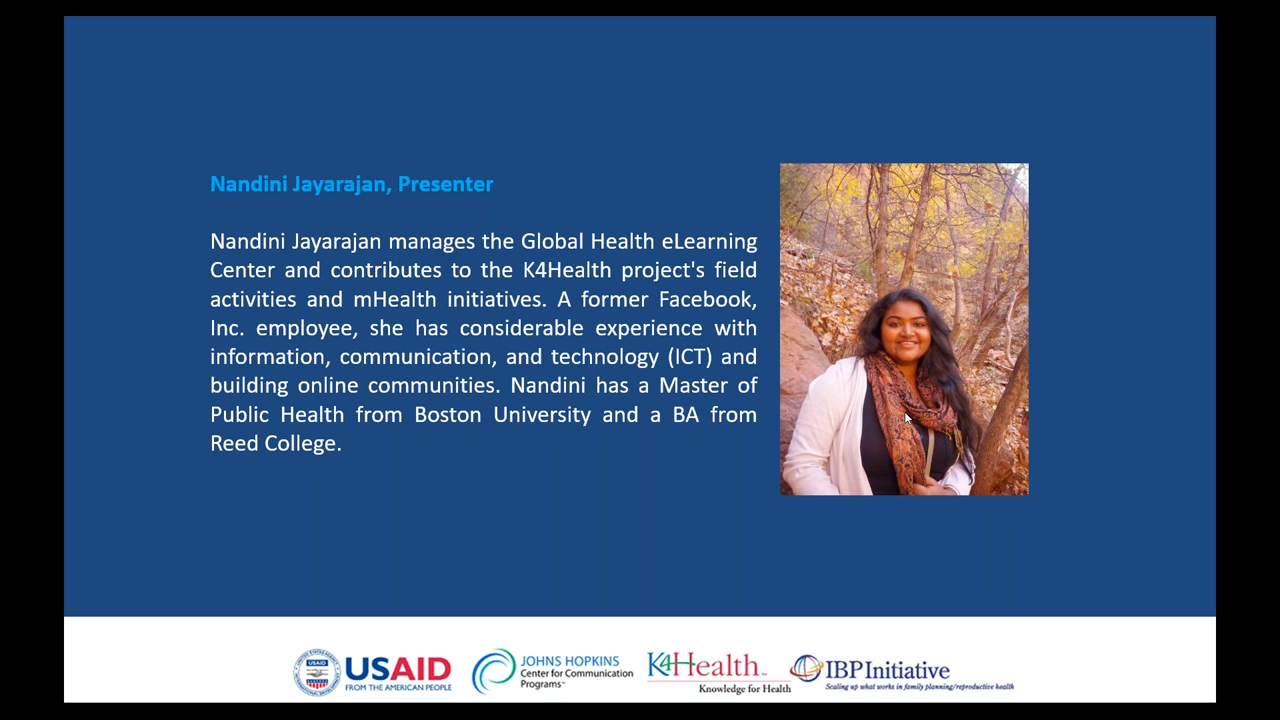 Nandini Jayarajan, Presenter
Nandini Jayarajan manages the Global Health eLearning
Center and contributes to the K4Health project's field
activities and mHealth initiatives. A former Facebook,
Inc. employee, she has considerable experience with
information, communication, and technology (ICT) and
building online communities. Nandini has a Master of
Public Health from Boston University and a BA from
Reed College.
USAID
USAID
FROM THE AMERICAN PEOPLE
JOHNS HOPKINS
Center for Communication
Programs
K4Health
Knowledge for Health
IBPInitiative
Scaling up what works in family planning/reproductive health